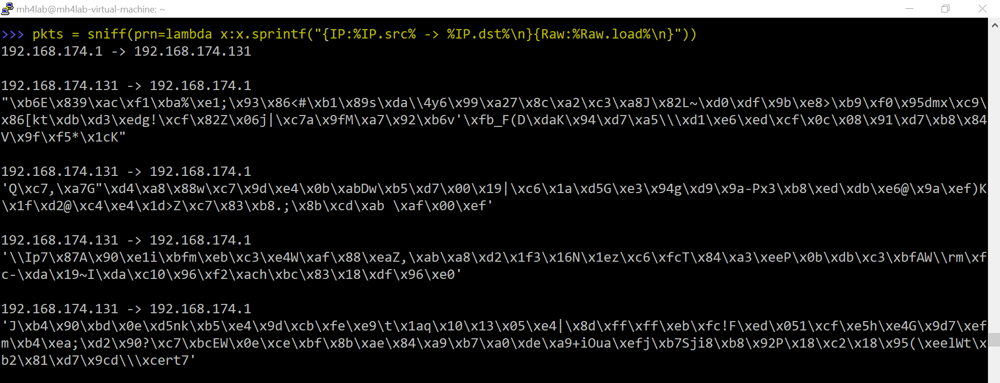 mh4lab@mh4lab-virtual-machine: ~
>>> pkts = sniff(prn=lambda x:x.sprintf("{IP:%IP.src% -> %IP.dst%\n}{Raw:%Raw.load%\n}"))
192.168.174.1 -> 192.168.174.131
192.168.174.131 -> 192.168.174.1
"\xb6E\x839\xac\xf1\xba%\xe1;\x93\x86<#\xb1\x89s\xda\\4y6\x99\xa27\x8c\xa2\xc3\xa8J\x82L~\xd0\xdf\x9b\xe8>\xb9\xf0\x95dmx\xc9\
x86[kt\xdb\xd3\xedg!\xcf\x82Z\x06j|\xc7a\x9fM\xa7\x92\xb6v'\xfb_F(D\xdaK\x94\xd7\xa5\\\xd1\xe6\xed\xcf\x0c\x08\x91\xd7\xb8\x84
V\x9f\xf5*\x1cK"
192.168.174.131 -> 192.168.174.1
'Q\xc7,\xa7G"\xd4\xa8\x88w\xc7\x9d\xe4\x0b\xabDw\xb5\xd7\x00\x19|\xc6\x1a\xd5G\xe3\x94g\xd9\x9a-Px3\xb8\xed\xdb\xe6@\x9a\xef)K
\x1f\xd2@\xc4\xe4\x1d>Z\xc7\x83\xb8.;\x8b\xcd\xab \xaf\x00\xef'
192.168.174.131 -> 192.168.174.1
'\\Ip7\x87A\x90\xe1i\xbfm\xeb\xc3\xe4W\xaf\x88\xeaZ,\xab\xa8\xd2\x1f3\x16N\x1ez\xc6\xfcT\x84\xa3\xeeP\x0b\xdb\xc3\xbfAW\\rm\xf
c-\xda\x19~I\xda\xc10\x96\xf2\xach\xbc\x83\x18\xdf\x96\xe0'
192.168.174.131 -> 192.168.174.1
'J\xb4\x90\xbd\x0e\xd5nk\xb5\xe4\x9d\xcb\xfe\xe9\t\x1aq\x10\x13\x05\xe4|\x8d\xff\xff\xeb\xfc!F\xed\x051\xcf\xe5h\xe4G\x9d7\xef
m\xb4\xea;\xd2\x90?\xc7\xbcEW\x0e\xce\xbf\x8b\xae\x84\xa9\xb7\xa0\xde\xa9+iOua\xefj\xb7Sji8\xb8\x92P\x18\xc2\x18\x95(\xeelWt\x
b2\x81\xd7\x9cd\\\xcert7'